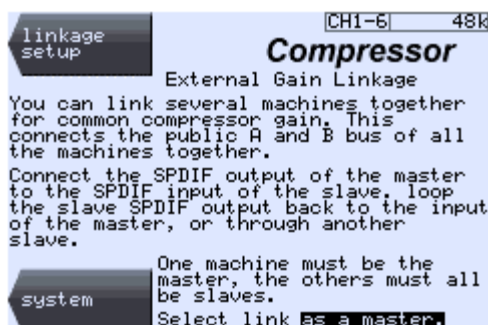 linkage
setup
CH1-6 48k
Compressor
External Gain Linkage
You can link several machines together
for common compressor gain. This
connects the public A and B bus of all
the machines together.
Connect the SPDIF output of the master
to the SPDIF input of the slave. loop
the slave SPDIF output back to the input
of the master, or through another
slave.
One machine must be the
master, the others must all
be slaves.
system
Select link as a master.